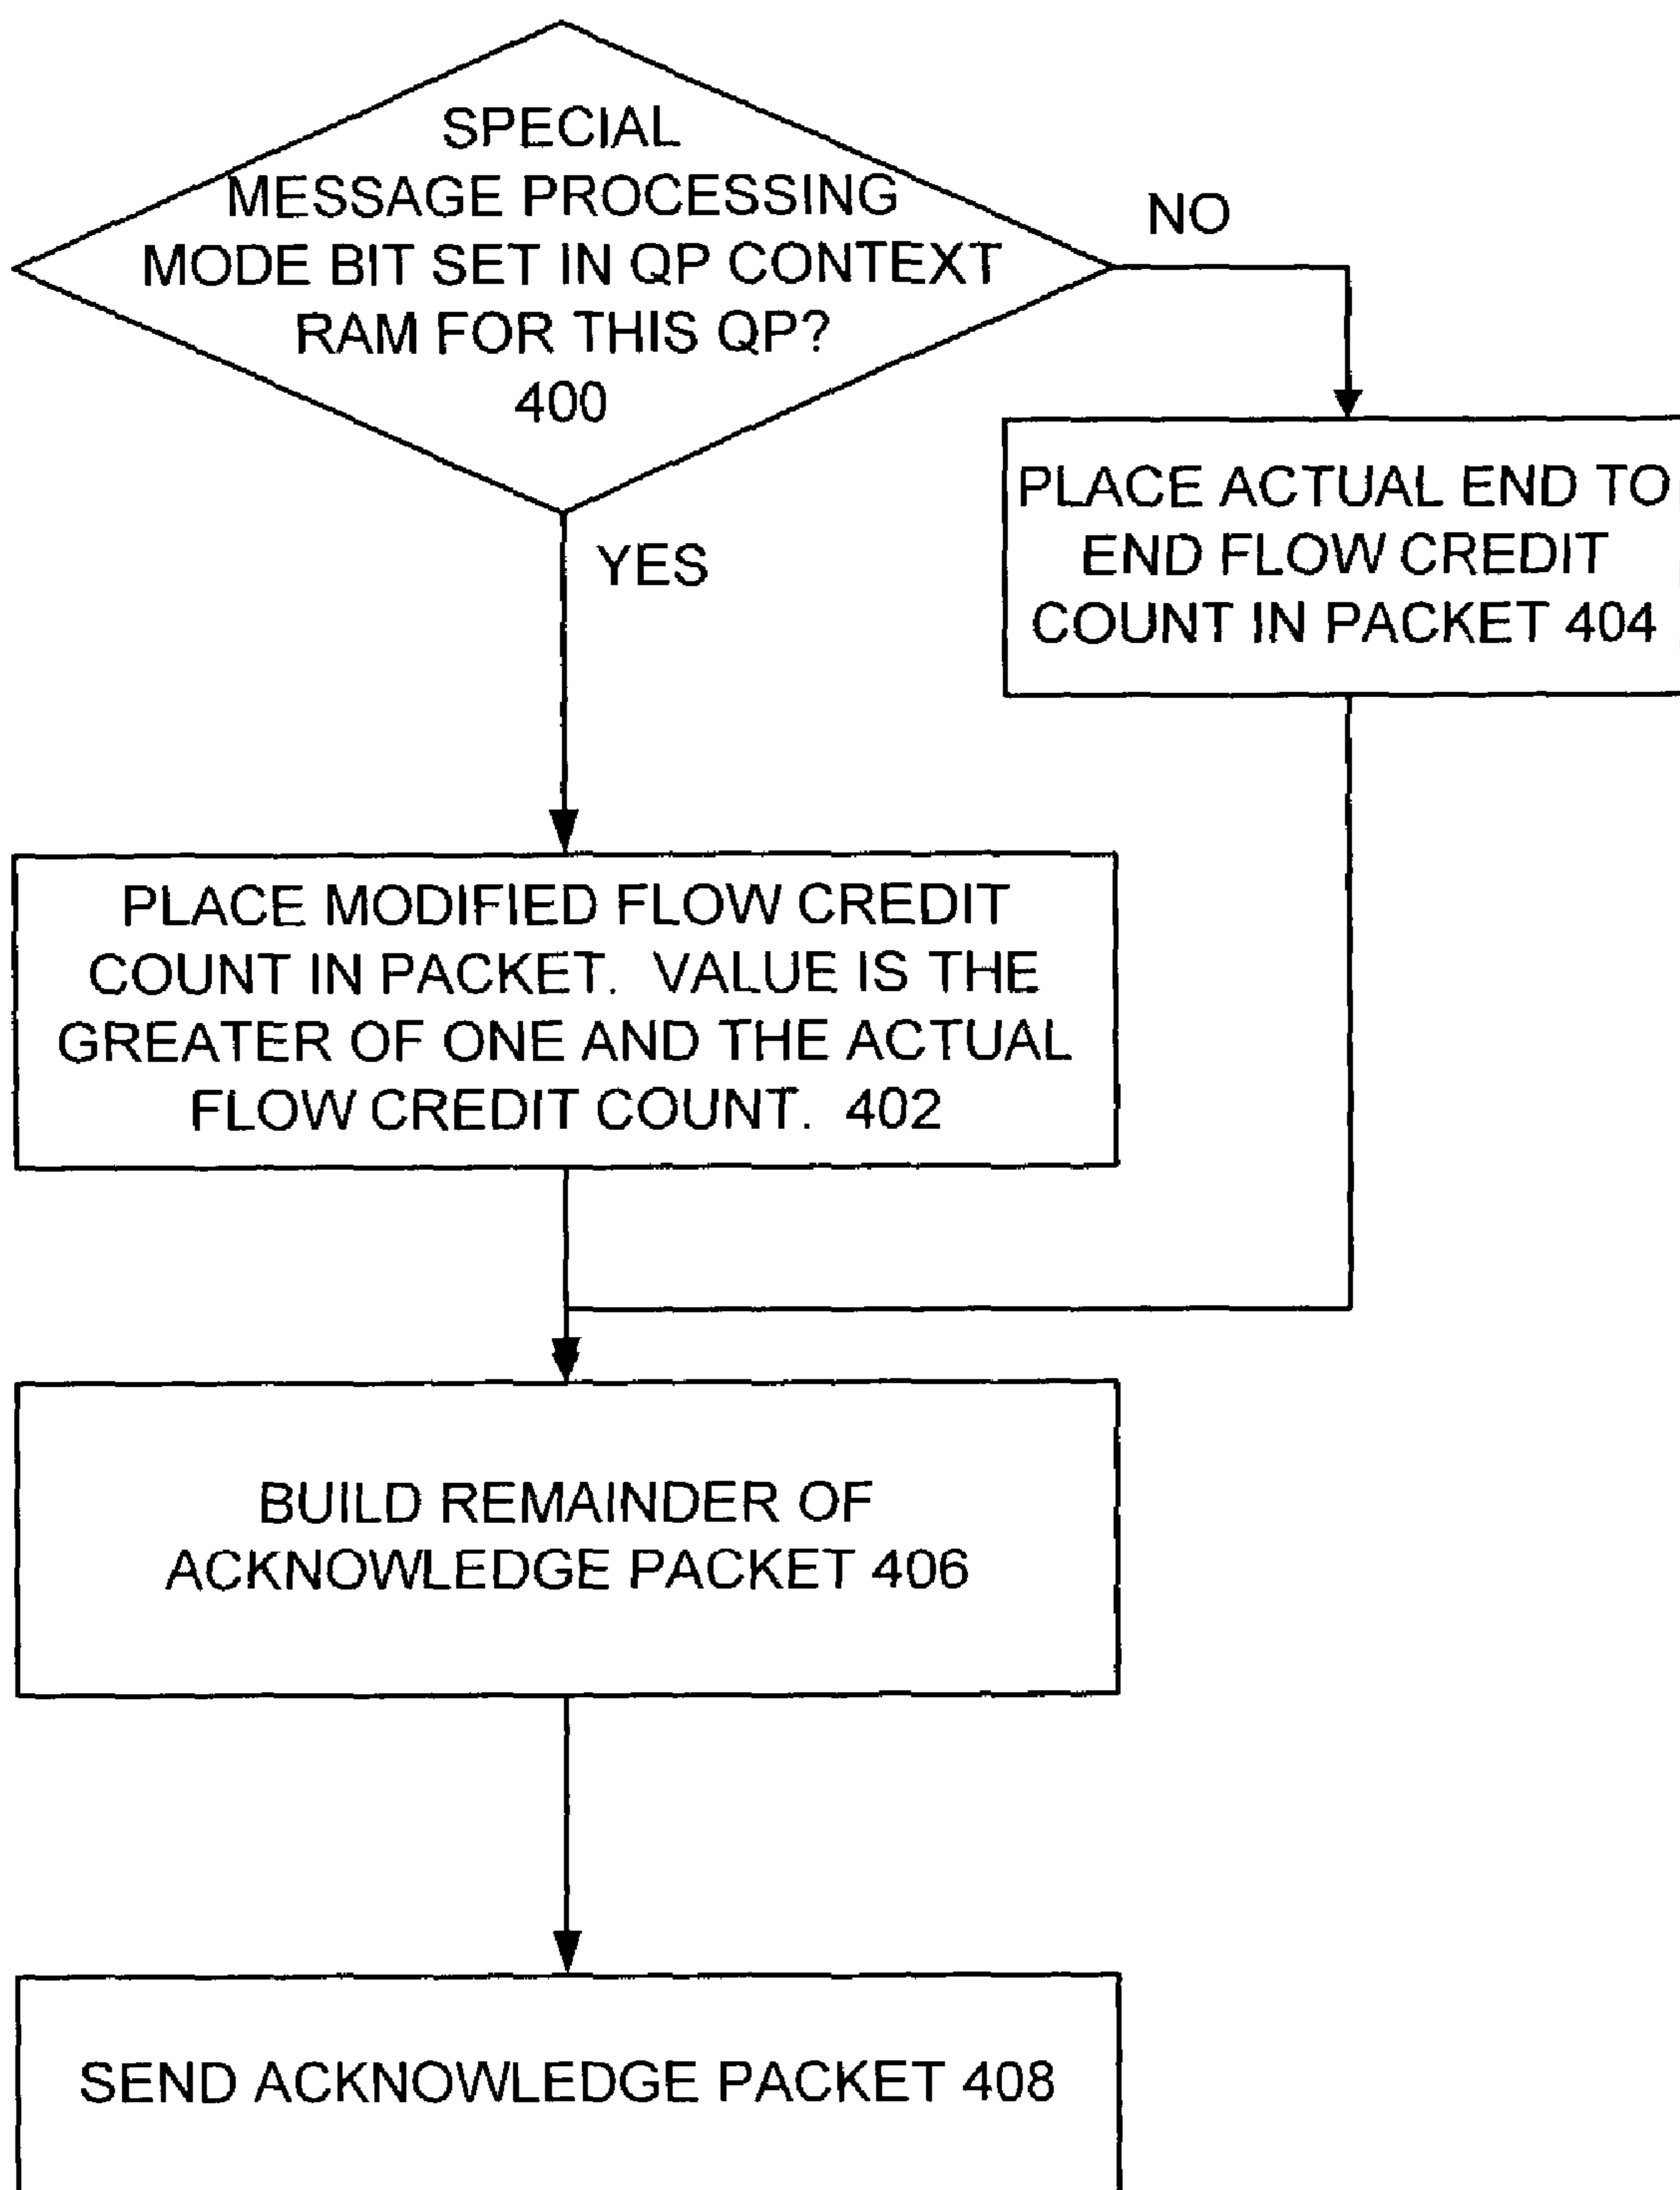 SPECIAL
MESSAGE PROCESSING
MODE BIT SET IN QP CONTEXT
RAM FOR THIS QP?
400
NO
PLACE ACTUAL END TO
END FLOW CREDIT
COUNT IN PACKET 404
YES
PLACE MODIFIED FLOW CREDIT
COUNT IN PACKET. VALUE IS THE
GREATER OF ONE AND THE ACTUAL
FLOW CREDIT COUNT. 402
BUILD REMAINDER OF
ACKNOWLEDGE PACKET 406
SEND ACKNOWLEDGE PACKET 408